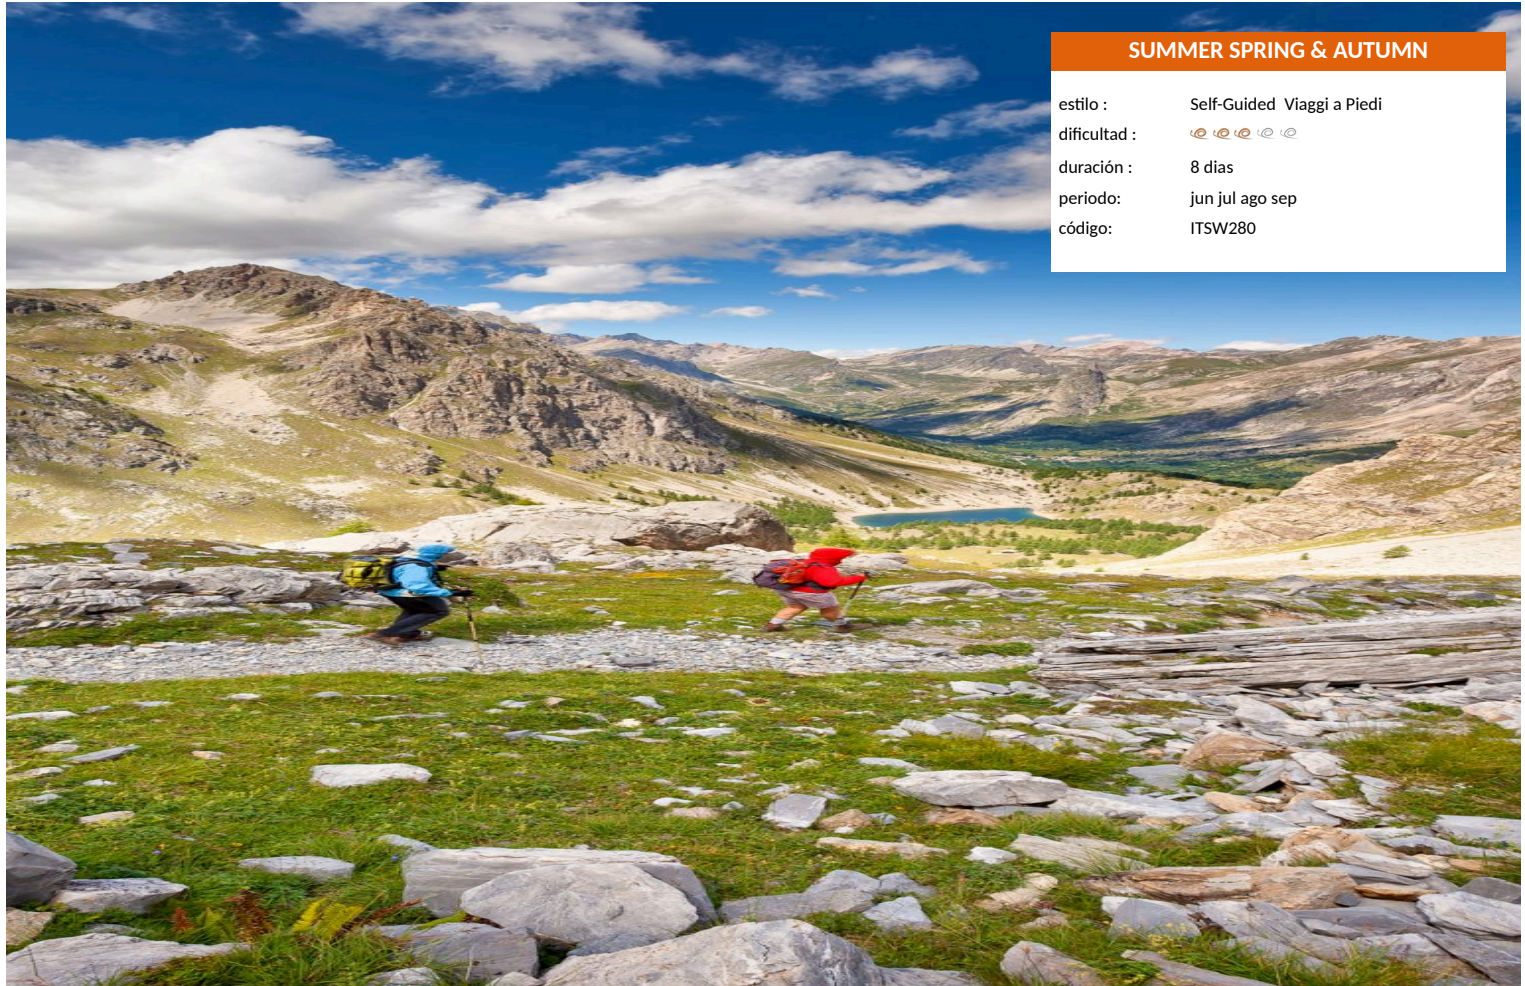 SUMMER SPRING & AUTUMN
estilo : Self-Guided Viaggi a Piedi
dificultad :
duración : 8 dias
periodo: jun jul ago sep
código: ITSW280